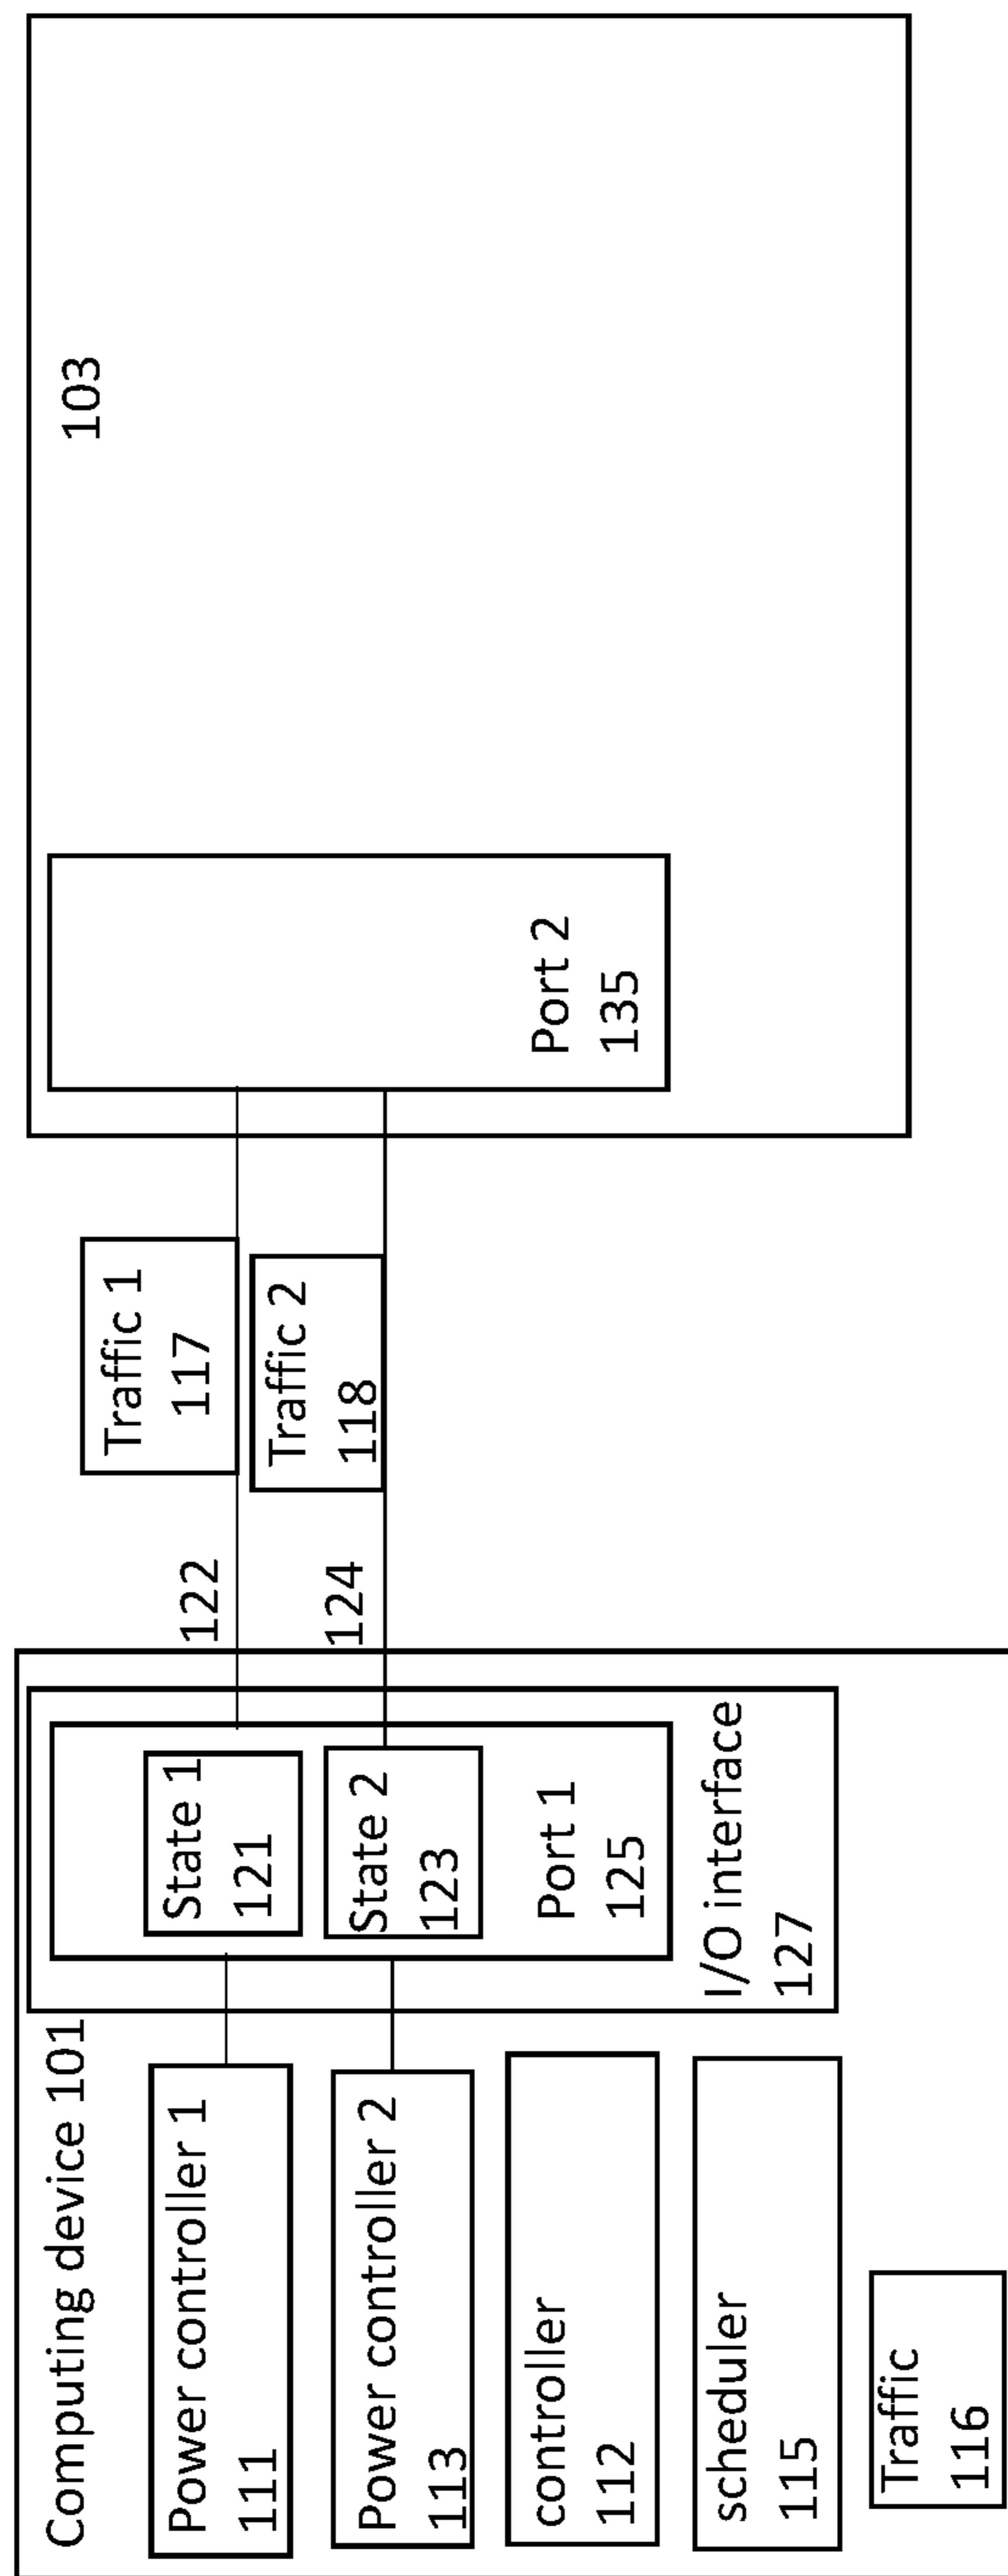 Computing device 101
Power controller 1
111
Power controller 2
113
controller
112
scheduler
115
Traffic
116
State 1
121
State 2
123
Port 1
125
I/O interface
127
122
124
Traffic 1
117
Traffic 2
118
Port 2
135
103